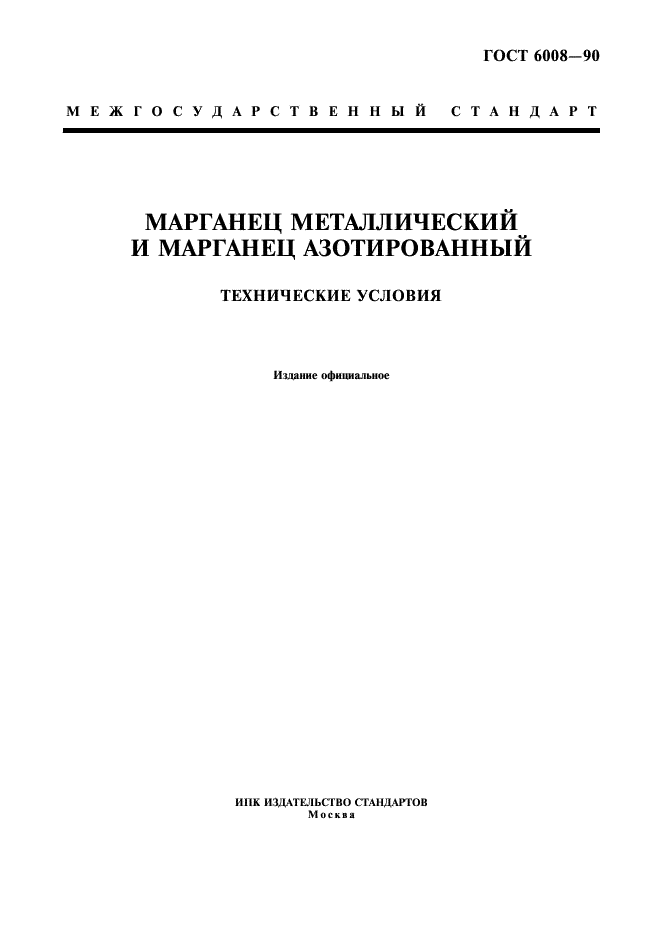 ГОСТ 6008—90
МЕЖГОСУДАРСТВЕННЫЙ СТАНДАРТ
МАРГАНЕЦ МЕТАЛЛИЧЕСКИЙ
И МАРГАНЕЦ АЗОТИРОВАННЫЙ
ТЕХНИЧЕСКИЕ УСЛОВИЯ
Издание официальное
ИПК ИЗДАТЕЛЬСТВО СТАНДАРТОВ
Москва